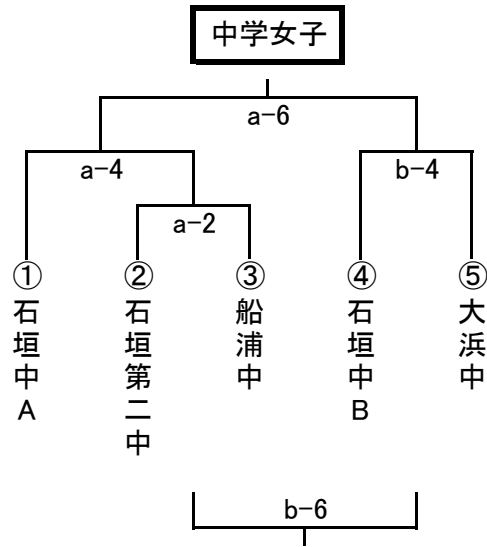 中学女子
a-6
a-4
b-4
a-2
①
石垣中A
②
石垣第二中
③
船浦中
④
石垣中B
⑤
大浜中
b-6